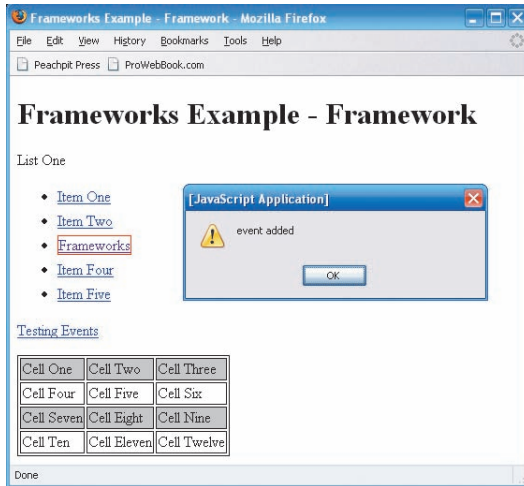 Frameworks Example - Framework - Mozilla Firefox
File Edit View History Bookmarks Tools Help
Peachpit Press ProWebBook.com
Frameworks Example - Framework
List One
Item One
Item Two
Frameworks
Item Four
Item Five
[JavaScript Application]
event added
OK
Testing Events
Cell One Cell Two Cell Three
Cell Four Cell Five Cell Six
Cell Seven Cell Eight Cell Nine
Cell Ten Cell Eleven Cell Twelve
Done